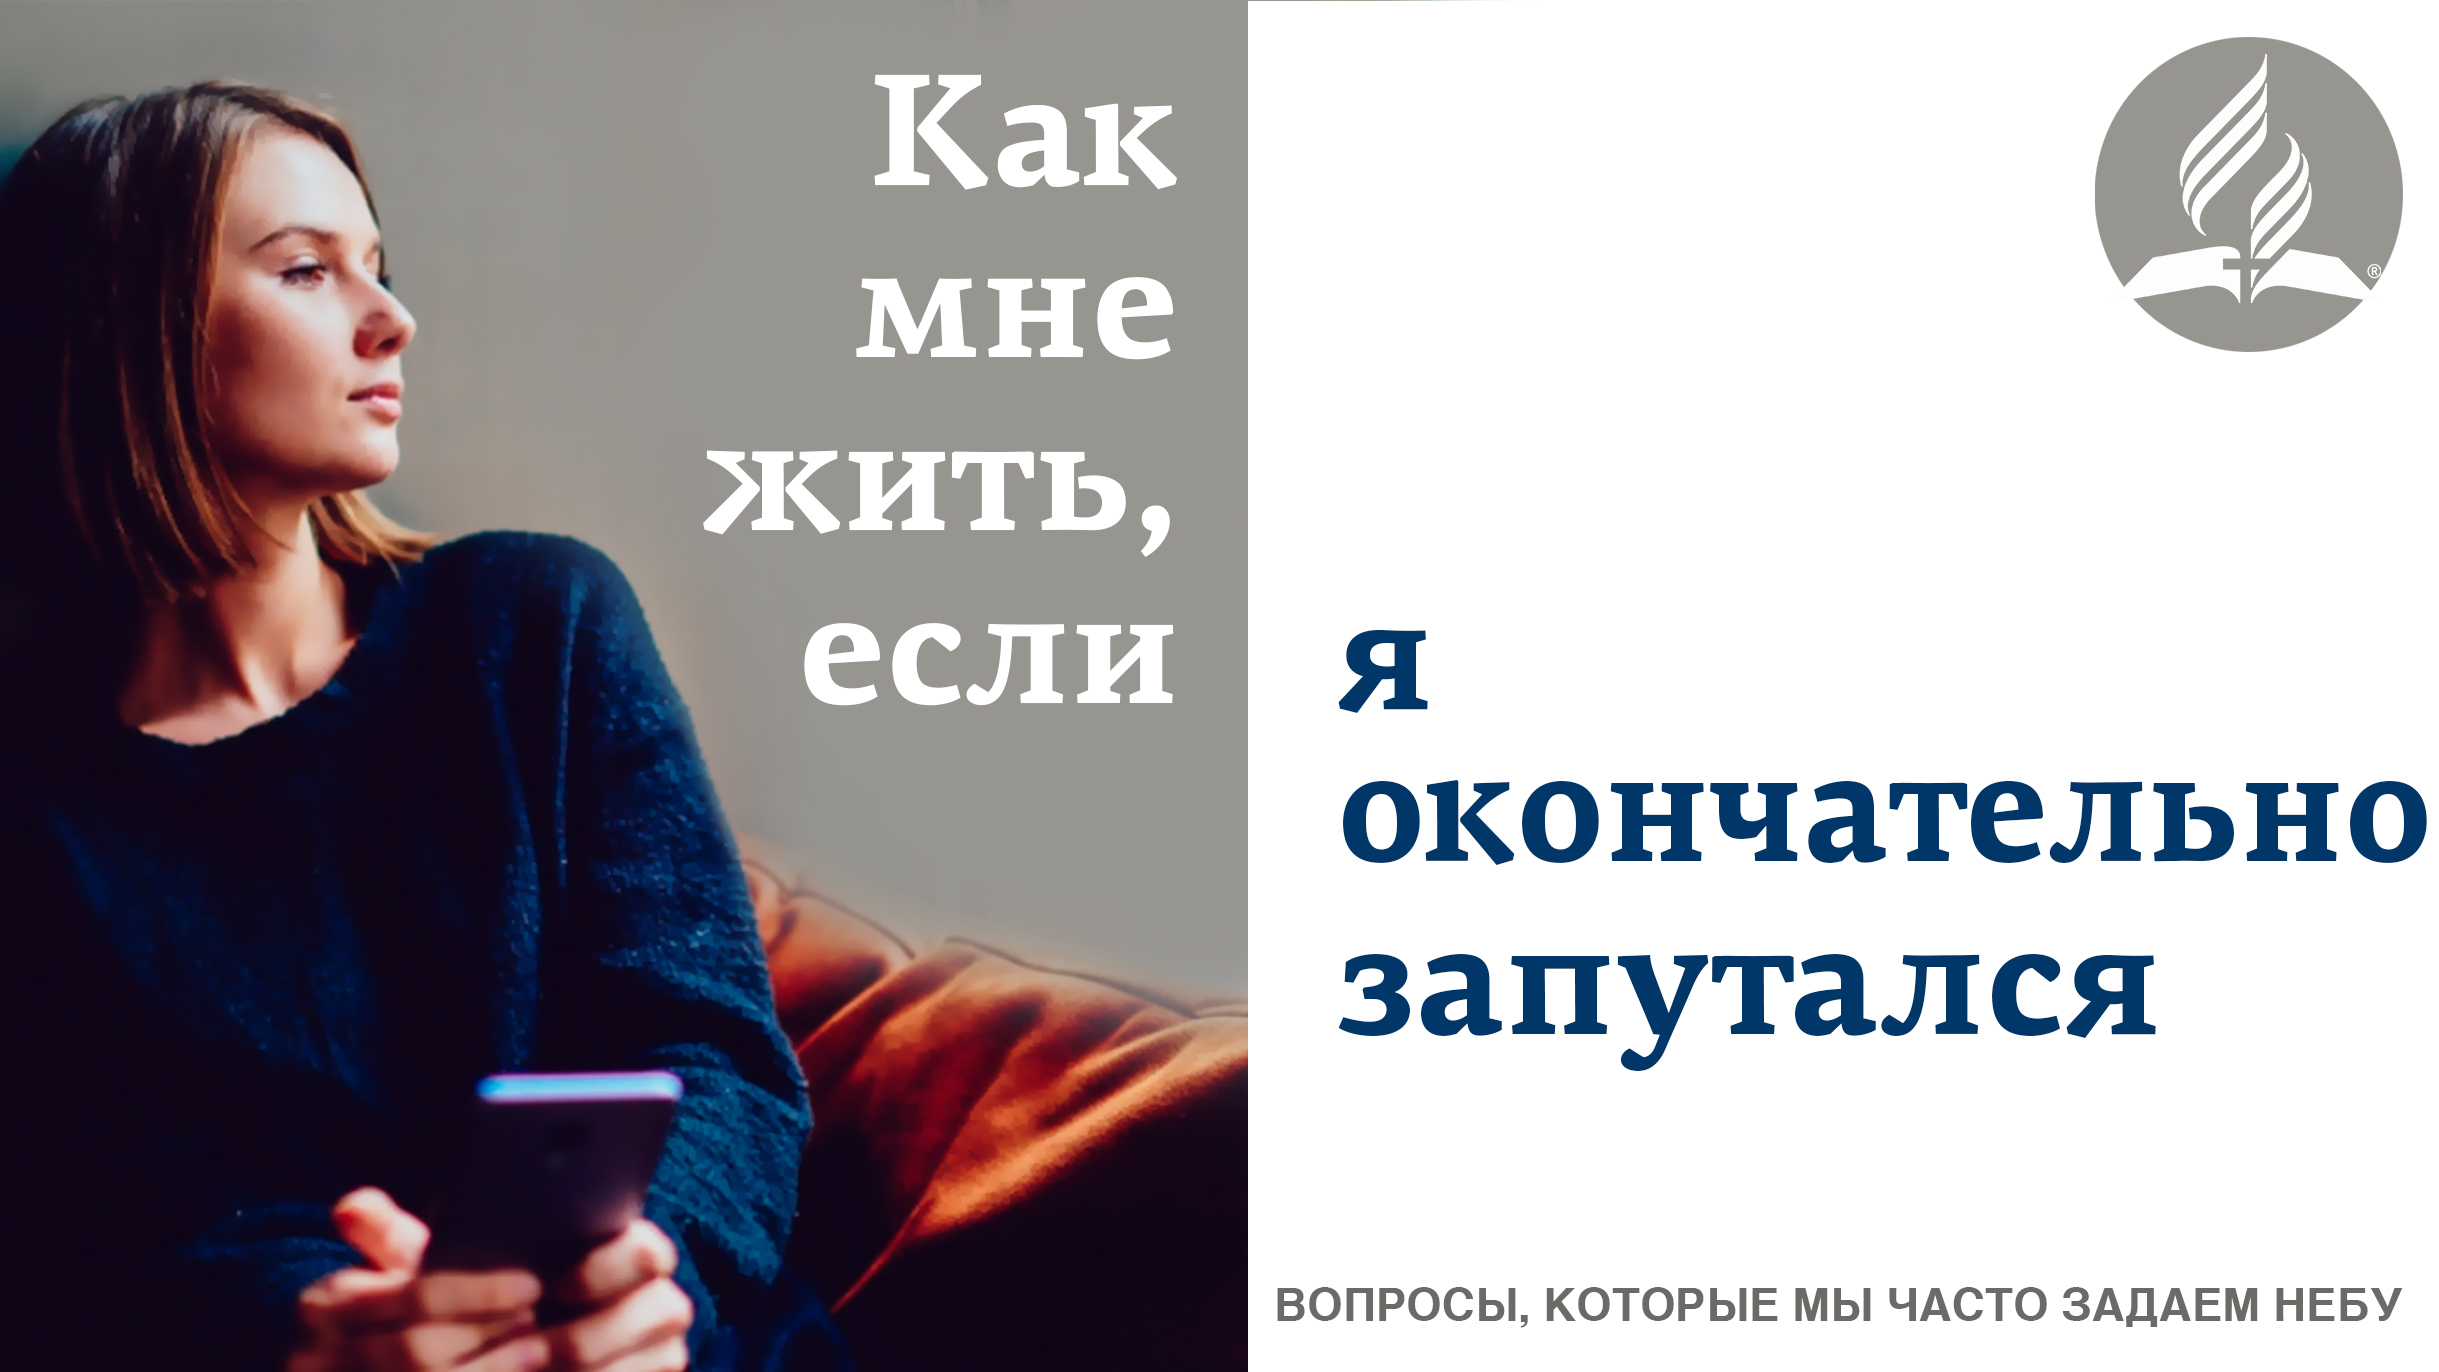 Как
мне
жить,
если
я
окончательно
запутался
ВОПРОСЫ, КОТОРЫЕ МЫ ЧАСТО ЗАДАЕМ НЕБУ
®